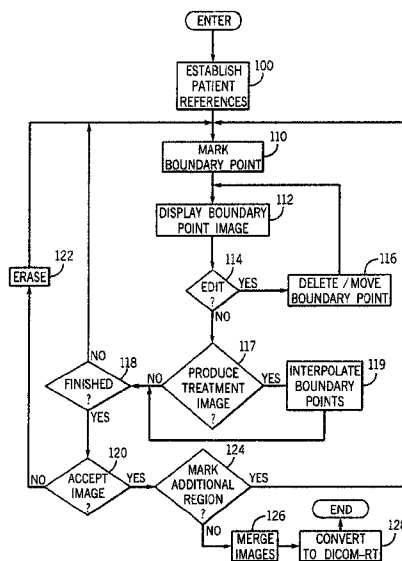 ENTER
100
ESTABLISH
PATIENT
REFERENCES
110
MARK
BOUNDARY POINT
112
DISPLAY BOUNDARY
POINT IMAGE
114
EDIT
?
YES
NO
116
DELETE / MOVE
BOUNDARY POINT
122
ERASE
117
PRODUCE
TREATMENT
IMAGE
?
YES
NO
119
INTERPOLATE
BOUNDARY
POINTS
118
FINISHED
?
NO
YES
120
ACCEPT
IMAGE
?
NO
YES
124
MARK
ADDITIONAL
REGION
?
YES
NO
126
MERGE
IMAGES
128
CONVERT
TO DICOM-RT
END